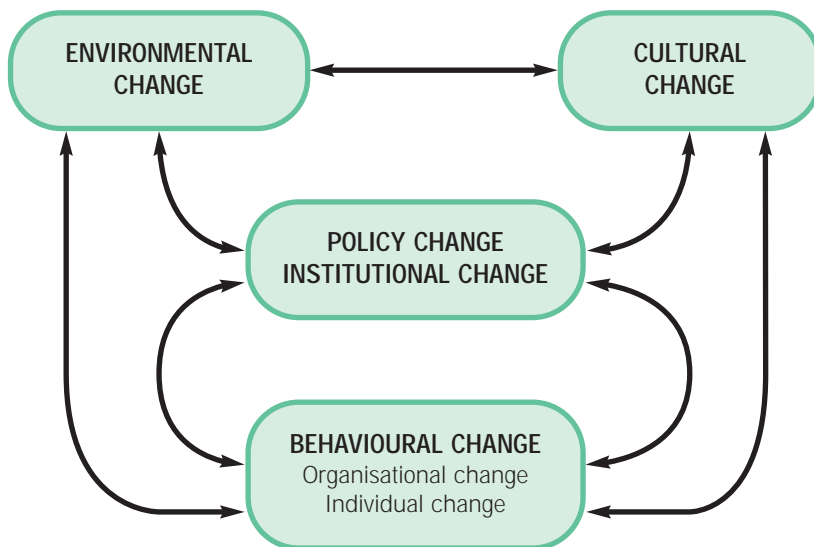 ENVIRONMENTAL
CHANGE
CULTURAL
CHANGE
POLICY CHANGE
INSTITUTIONAL CHANGE
BEHAVIOURAL CHANGE
Organisational change
Individual change